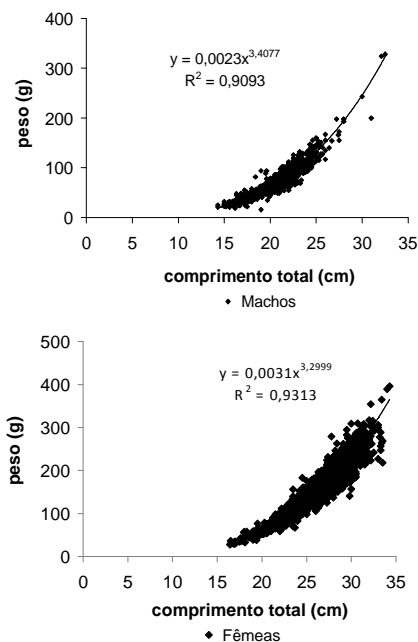 400
y = 0,0023x^3,4077
R² = 0,9093
300
200
100
0
peso (g)
0 5 10 15 20 25 30 35
comprimento total (cm)
Machos
500
y = 0,0031x^3,2999
R² = 0,9313
400
300
200
100
0
peso (g)
0 5 10 15 20 25 30 35
comprimento total (cm)
Fêmeas